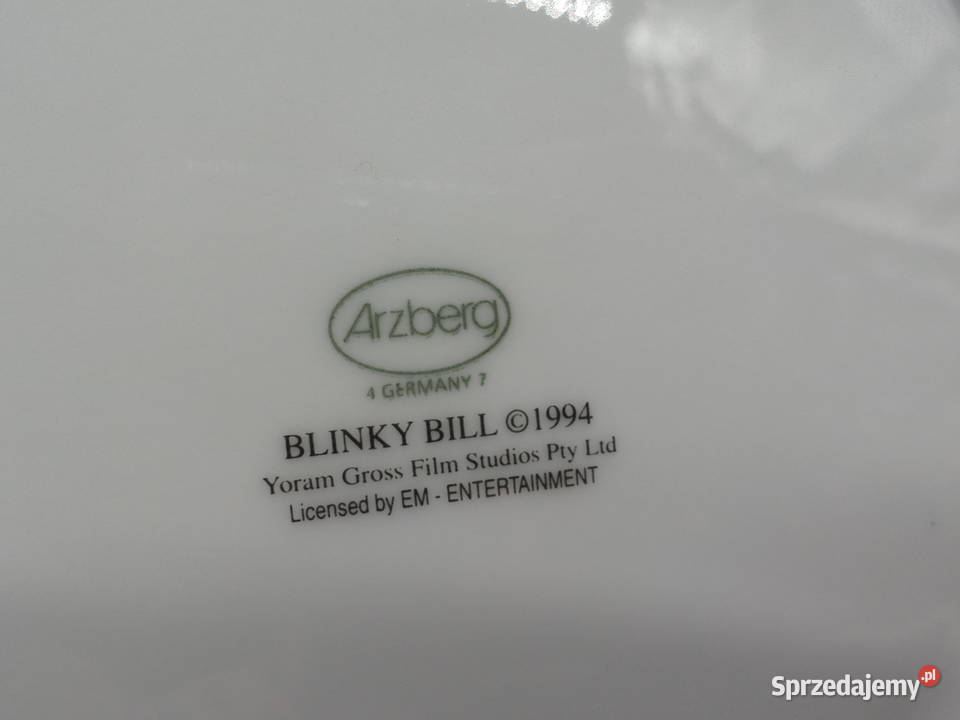 Arzberg
4 GERMANY 7
BLINKY BILL ©1994
Yoram Gross Film Studios Pty Ltd
Licensed by EM - ENTERTAINMENT
Sprzedajemy.pl